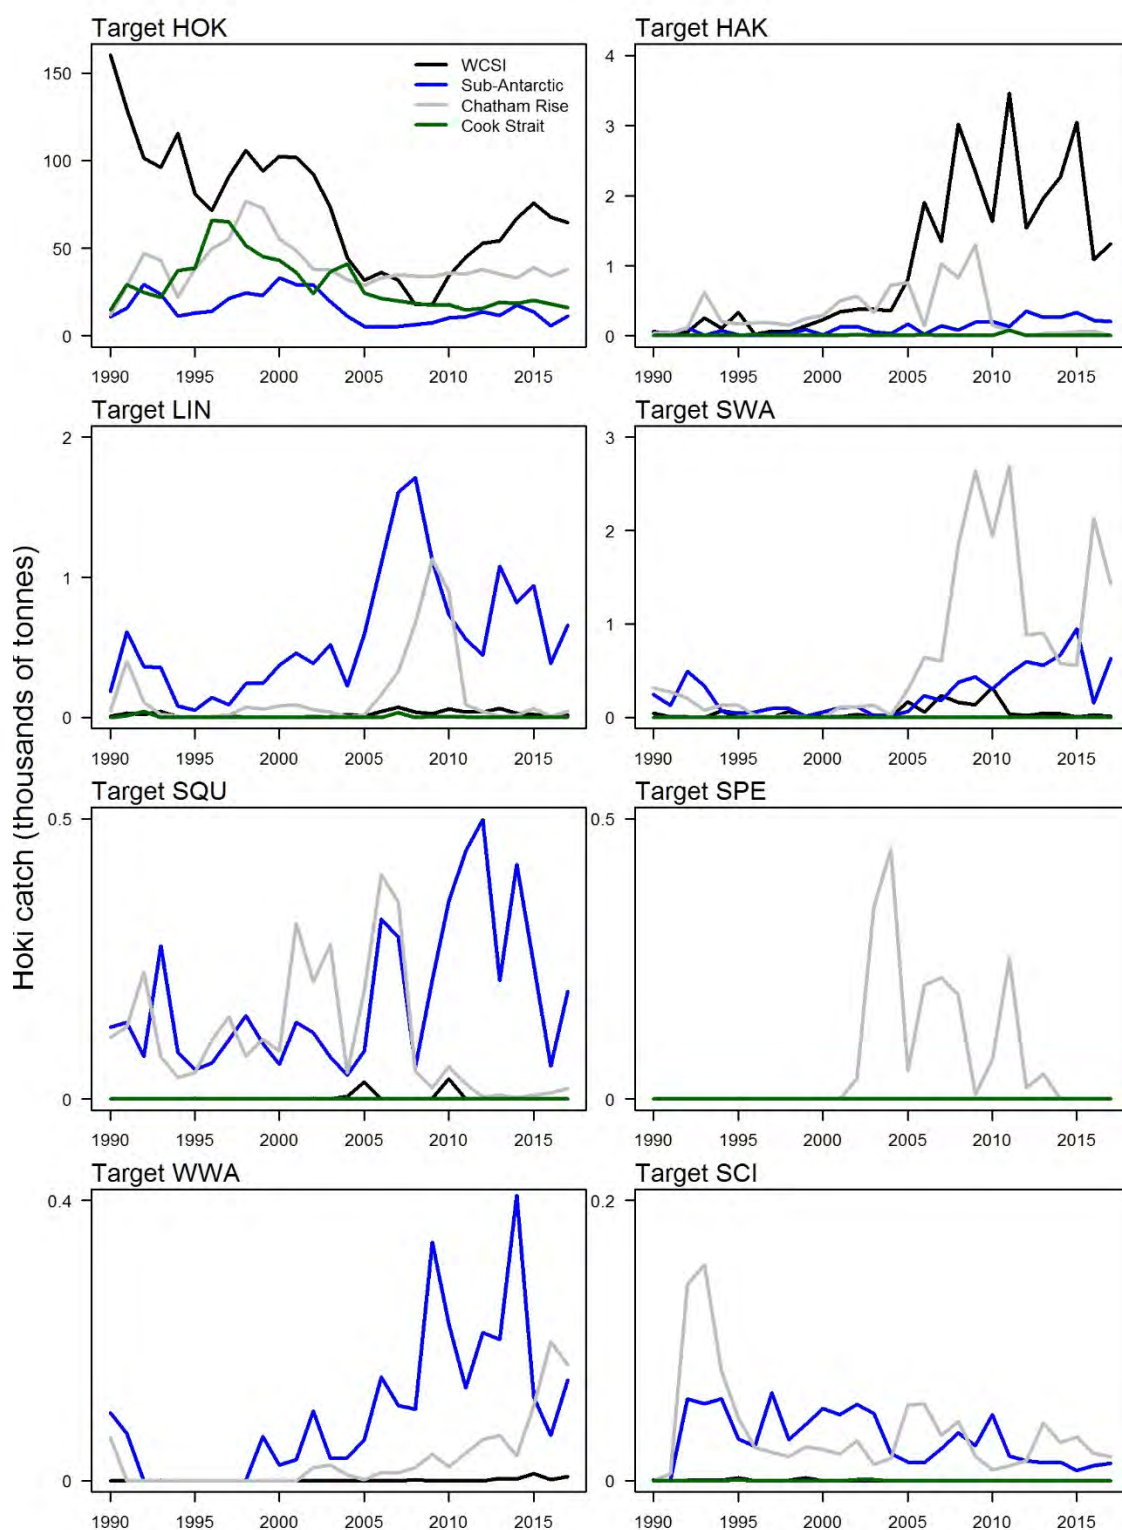 Target HOK
150
100
50
0
WCSI
Sub-Antarctic
Chatham Rise
Cook Strait
1990 1995 2000 2005 2010 2015
Target HAK
4
3
2
1
0
1990 1995 2000 2005 2010 2015
Target LIN
2
1
0
1990 1995 2000 2005 2010 2015
Target SWA
3
2
1
0
1990 1995 2000 2005 2010 2015
Hoki catch (thousands of tonnes)
Target SQU
0.5
0
1990 1995 2000 2005 2010 2015
Target SPE
0.5
0
1990 1995 2000 2005 2010 2015
Target WWA
0.4
0
1990 1995 2000 2005 2010 2015
Target SCI
0.2
0
1990 1995 2000 2005 2010 2015